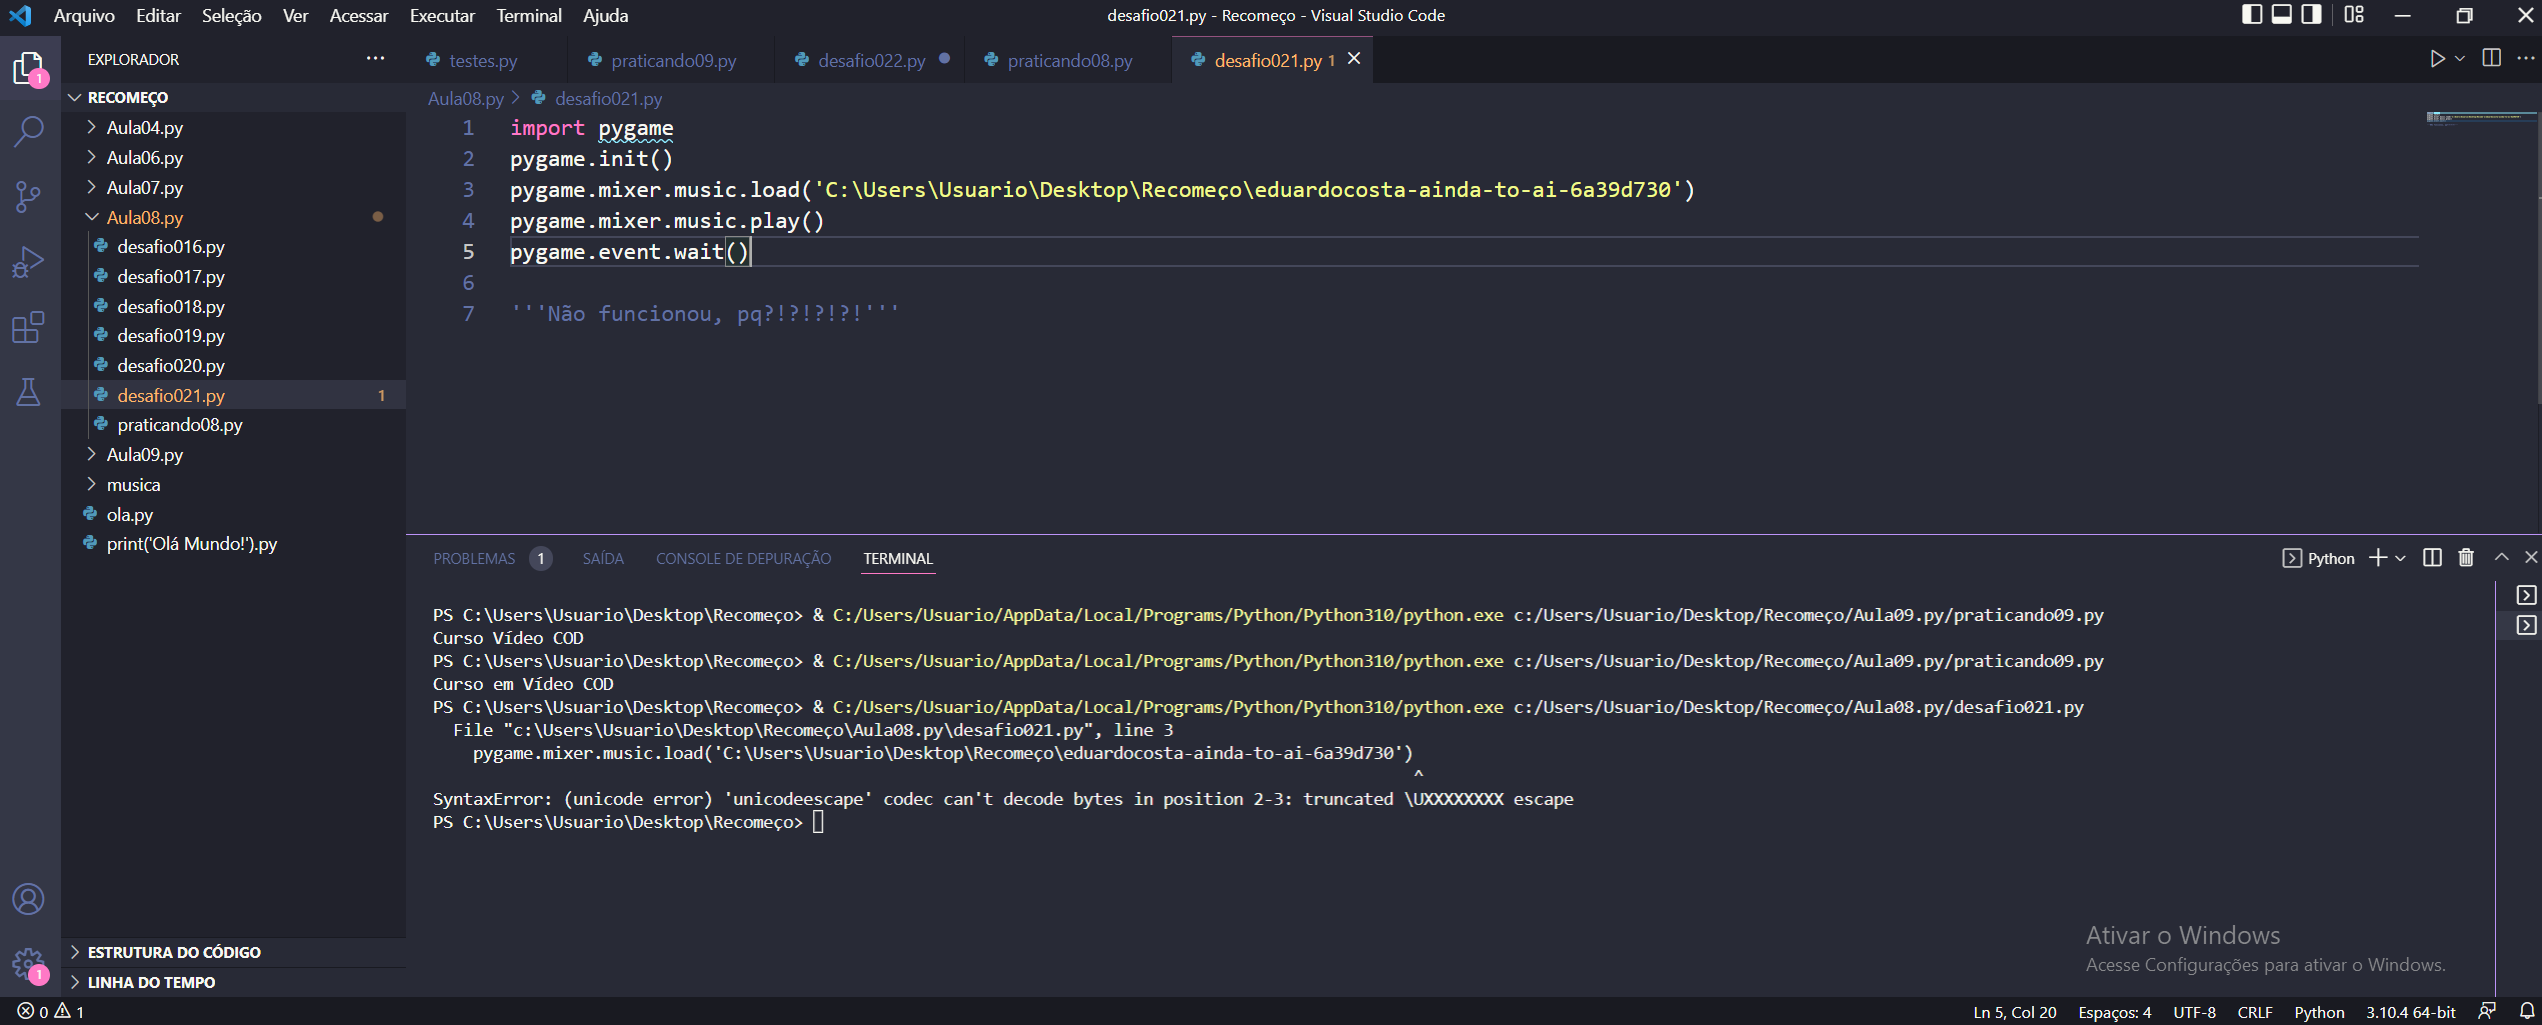 Arquivo Editar Seleção Ver Acessar Executar Terminal Ajuda
desafio021.py - Recomeço - Visual Studio Code
EXPLORADOR
RECOMEÇO
Aula04.py
Aula06.py
Aula07.py
Aula08.py
desafio016.py
desafio017.py
desafio018.py
desafio019.py
desafio020.py
desafio021.py 1
praticando08.py
Aula09.py
musica
ola.py
print('Olá Mundo!').py
ESTRUTURA DO CÓDIGO
LINHA DO TEMPO
1
1
testes.py praticando09.py desafio022.py praticando08.py desafio021.py 1
Aula08.py > desafio021.py
1 import pygame
2 pygame.init()
3 pygame.mixer.music.load('C:\Users\Usuario\Desktop\Recomeço\eduardocosta-ainda-to-ai-6a39d730')
4 pygame.mixer.music.play()
5 pygame.event.wait()
6
7 '''Não funcionou, pq?!?!?!?!'''
PROBLEMAS 1 SAÍDA CONSOLE DE DEPURAÇÃO TERMINAL
Python
PS C:\Users\Usuario\Desktop\Recomeço> & C:/Users/Usuario/AppData/Local/Programs/Python/Python310/python.exe c:/Users/Usuario/Desktop/Recomeço/Aula09.py/praticando09.py
Curso Vídeo COD
PS C:\Users\Usuario\Desktop\Recomeço> & C:/Users/Usuario/AppData/Local/Programs/Python/Python310/python.exe c:/Users/Usuario/Desktop/Recomeço/Aula09.py/praticando09.py
Curso em Vídeo COD
PS C:\Users\Usuario\Desktop\Recomeço> & C:/Users/Usuario/AppData/Local/Programs/Python/Python310/python.exe c:/Users/Usuario/Desktop/Recomeço/Aula08.py/desafio021.py
File "c:\Users\Usuario\Desktop\Recomeço\Aula08.py\desafio021.py", line 3
pygame.mixer.music.load('C:\Users\Usuario\Desktop\Recomeço\eduardocosta-ainda-to-ai-6a39d730')
^
SyntaxError: (unicode error) 'unicodeescape' codec can't decode bytes in position 2-3: truncated \UXXXXXXXX escape
PS C:\Users\Usuario\Desktop\Recomeço>
Ativar o Windows
Acesse Configurações para ativar o Windows.
0 1
Ln 5, Col 20 Espaços: 4 UTF-8 CRLF Python 3.10.4 64-bit